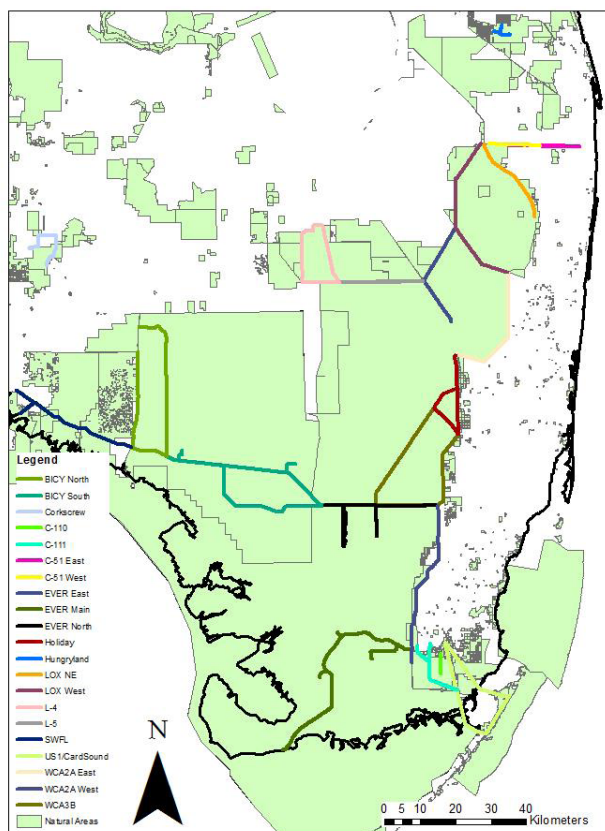 Legend
BICY North
BICY South
Corkscrew
C-110
C-111
C-51 East
C-51 West
EVER East
EVER Main
EVER North
Holiday
Hungryland
LOX NE
LOX West
L-4
L-5
SWFL
US1/CardSound
WCA2A East
WCA2A West
WCA3B
Natural Areas
N
0 5 10 20 30 40
Kilometers